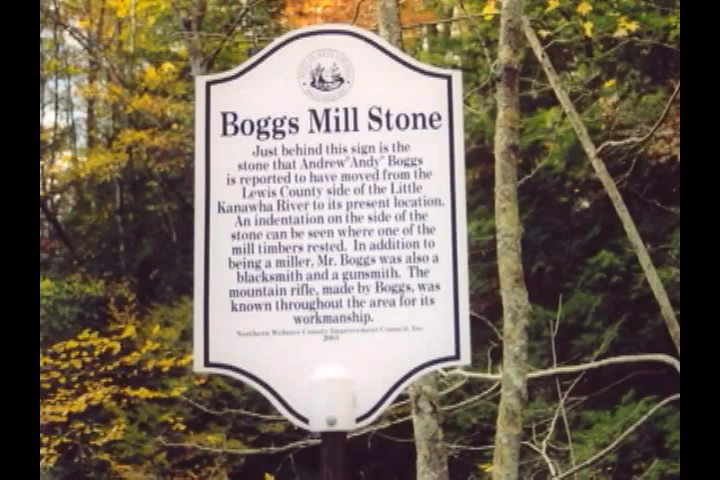 Boggs Mill Stone
Just behind this sign is the
stone that Andrew "Andy" Boggs
is reported to have moved from the
Lewis County side of the Little
Kanawha River to its present location.
An indentation on the side of the
stone can be seen where one of the
mill timbers rested. In addition to
being a miller, Mr. Boggs was also a
blacksmith and a gunsmith. The
mountain rifle, made by Boggs, was
known throughout the area for its
workmanship.
Northern Webster County Improvement Council, Inc.